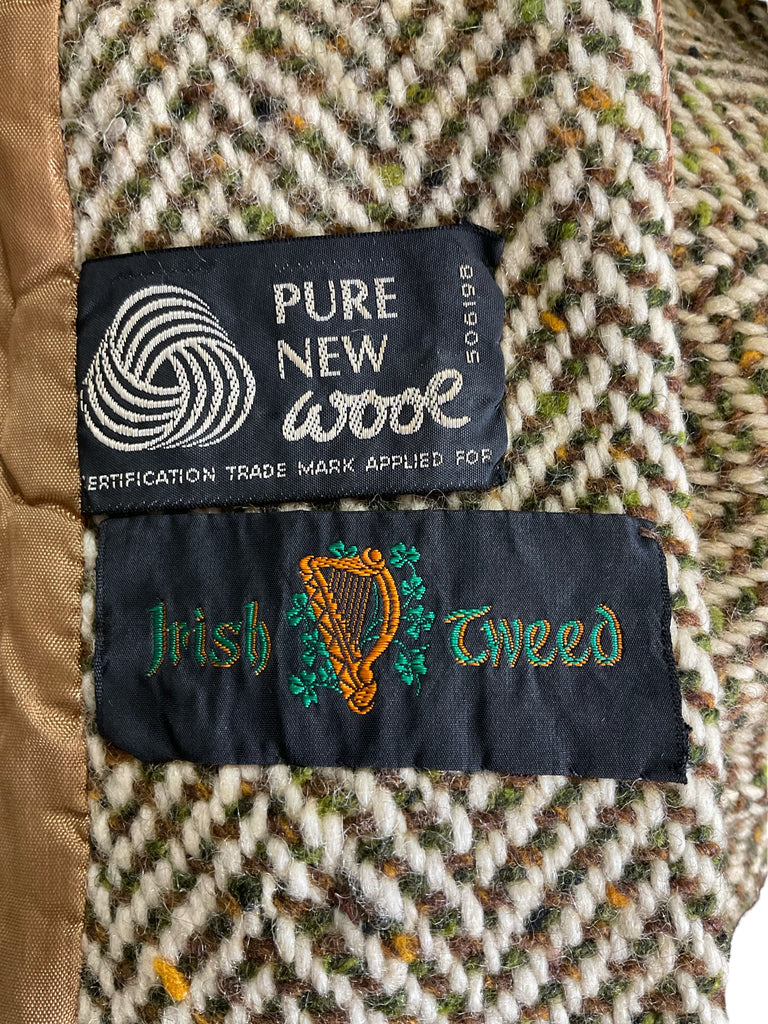 PURE
NEW
wool
506198
ERTIFICATION TRADE MARK APPLIED FOR
Irish Tweed